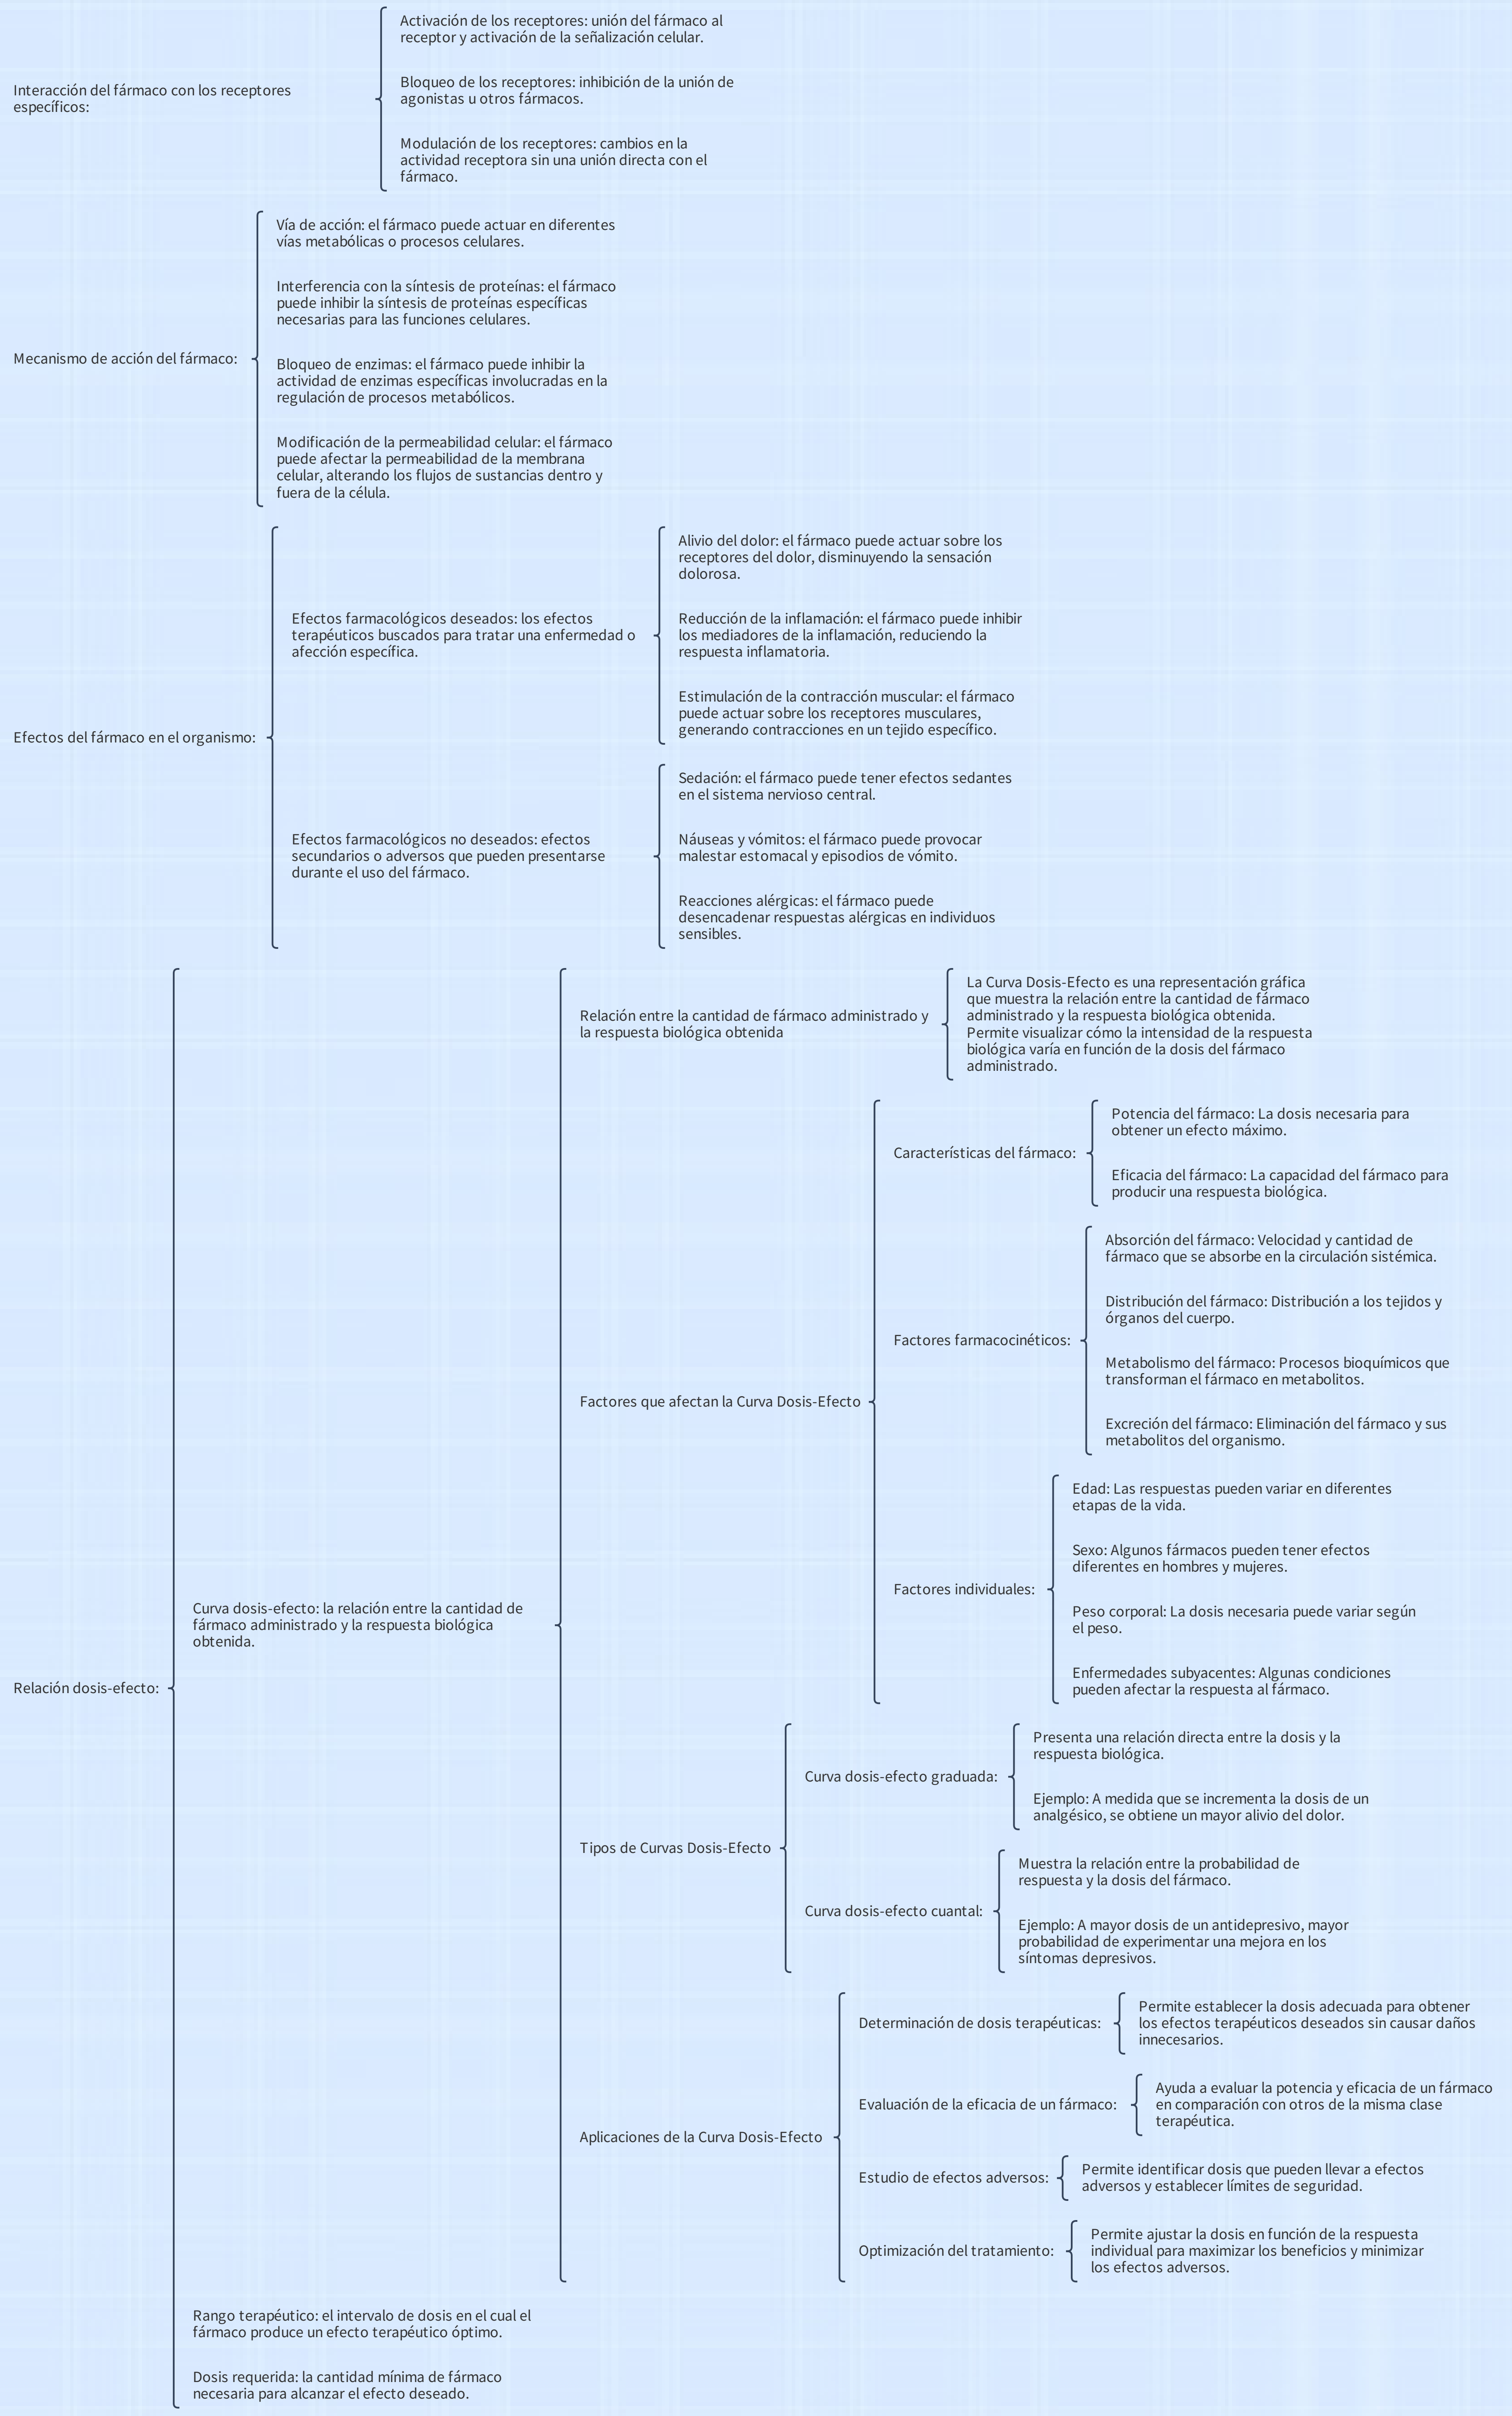 Interacción del fármaco con los receptores
específicos:
Activación de los receptores: unión del fármaco al
receptor y activación de la señalización celular.
Bloqueo de los receptores: inhibición de la unión de
agonistas u otros fármacos.
Modulación de los receptores: cambios en la
actividad receptora sin una unión directa con el
fármaco.
Mecanismo de acción del fármaco:
Vía de acción: el fármaco puede actuar en diferentes
vías metabólicas o procesos celulares.
Interferencia con la síntesis de proteínas: el fármaco
puede inhibir la síntesis de proteínas específicas
necesarias para las funciones celulares.
Bloqueo de enzimas: el fármaco puede inhibir la
actividad de enzimas específicas involucradas en la
regulación de procesos metabólicos.
Modificación de la permeabilidad celular: el fármaco
puede afectar la permeabilidad de la membrana
celular, alterando los flujos de sustancias dentro y
fuera de la célula.
Efectos del fármaco en el organismo:
Efectos farmacológicos deseados: los efectos
terapéuticos buscados para tratar una enfermedad o
afección específica.
Alivio del dolor: el fármaco puede actuar sobre los
receptores del dolor, disminuyendo la sensación
dolorosa.
Reducción de la inflamación: el fármaco puede inhibir
los mediadores de la inflamación, reduciendo la
respuesta inflamatoria.
Estimulación de la contracción muscular: el fármaco
puede actuar sobre los receptores musculares,
generando contracciones en un tejido específico.
Efectos farmacológicos no deseados: efectos
secundarios o adversos que pueden presentarse
durante el uso del fármaco.
Sedación: el fármaco puede tener efectos sedantes
en el sistema nervioso central.
Náuseas y vómitos: el fármaco puede provocar
malestar estomacal y episodios de vómito.
Reacciones alérgicas: el fármaco puede
desencadenar respuestas alérgicas en individuos
sensibles.
Relación dosis-efecto:
Curva dosis-efecto: la relación entre la cantidad de
fármaco administrado y la respuesta biológica
obtenida.
Relación entre la cantidad de fármaco administrado y
la respuesta biológica obtenida
La Curva Dosis-Efecto es una representación gráfica
que muestra la relación entre la cantidad de fármaco
administrado y la respuesta biológica obtenida.
Permite visualizar cómo la intensidad de la respuesta
biológica varía en función de la dosis del fármaco
administrado.
Factores que afectan la Curva Dosis-Efecto
Características del fármaco:
Potencia del fármaco: La dosis necesaria para
obtener un efecto máximo.
Eficacia del fármaco: La capacidad del fármaco para
producir una respuesta biológica.
Factores farmacocinéticos:
Absorción del fármaco: Velocidad y cantidad de
fármaco que se absorbe en la circulación sistémica.
Distribución del fármaco: Distribución a los tejidos y
órganos del cuerpo.
Metabolismo del fármaco: Procesos bioquímicos que
transforman el fármaco en metabolitos.
Excreción del fármaco: Eliminación del fármaco y sus
metabolitos del organismo.
Factores individuales:
Edad: Las respuestas pueden variar en diferentes
etapas de la vida.
Sexo: Algunos fármacos pueden tener efectos
diferentes en hombres y mujeres.
Peso corporal: La dosis necesaria puede variar según
el peso.
Enfermedades subyacentes: Algunas condiciones
pueden afectar la respuesta al fármaco.
Tipos de Curvas Dosis-Efecto
Curva dosis-efecto graduada:
Presenta una relación directa entre la dosis y la
respuesta biológica.
Ejemplo: A medida que se incrementa la dosis de un
analgésico, se obtiene un mayor alivio del dolor.
Curva dosis-efecto cuantal:
Muestra la relación entre la probabilidad de
respuesta y la dosis del fármaco.
Ejemplo: A mayor dosis de un antidepresivo, mayor
probabilidad de experimentar una mejora en los
síntomas depresivos.
Aplicaciones de la Curva Dosis-Efecto
Determinación de dosis terapéuticas:
Permite establecer la dosis adecuada para obtener
los efectos terapéuticos deseados sin causar daños
innecesarios.
Evaluación de la eficacia de un fármaco:
Ayuda a evaluar la potencia y eficacia de un fármaco
en comparación con otros de la misma clase
terapéutica.
Estudio de efectos adversos:
Permite identificar dosis que pueden llevar a efectos
adversos y establecer límites de seguridad.
Optimización del tratamiento:
Permite ajustar la dosis en función de la respuesta
individual para maximizar los beneficios y minimizar
los efectos adversos.
Rango terapéutico: el intervalo de dosis en el cual el
fármaco produce un efecto terapéutico óptimo.
Dosis requerida: la cantidad mínima de fármaco
necesaria para alcanzar el efecto deseado.